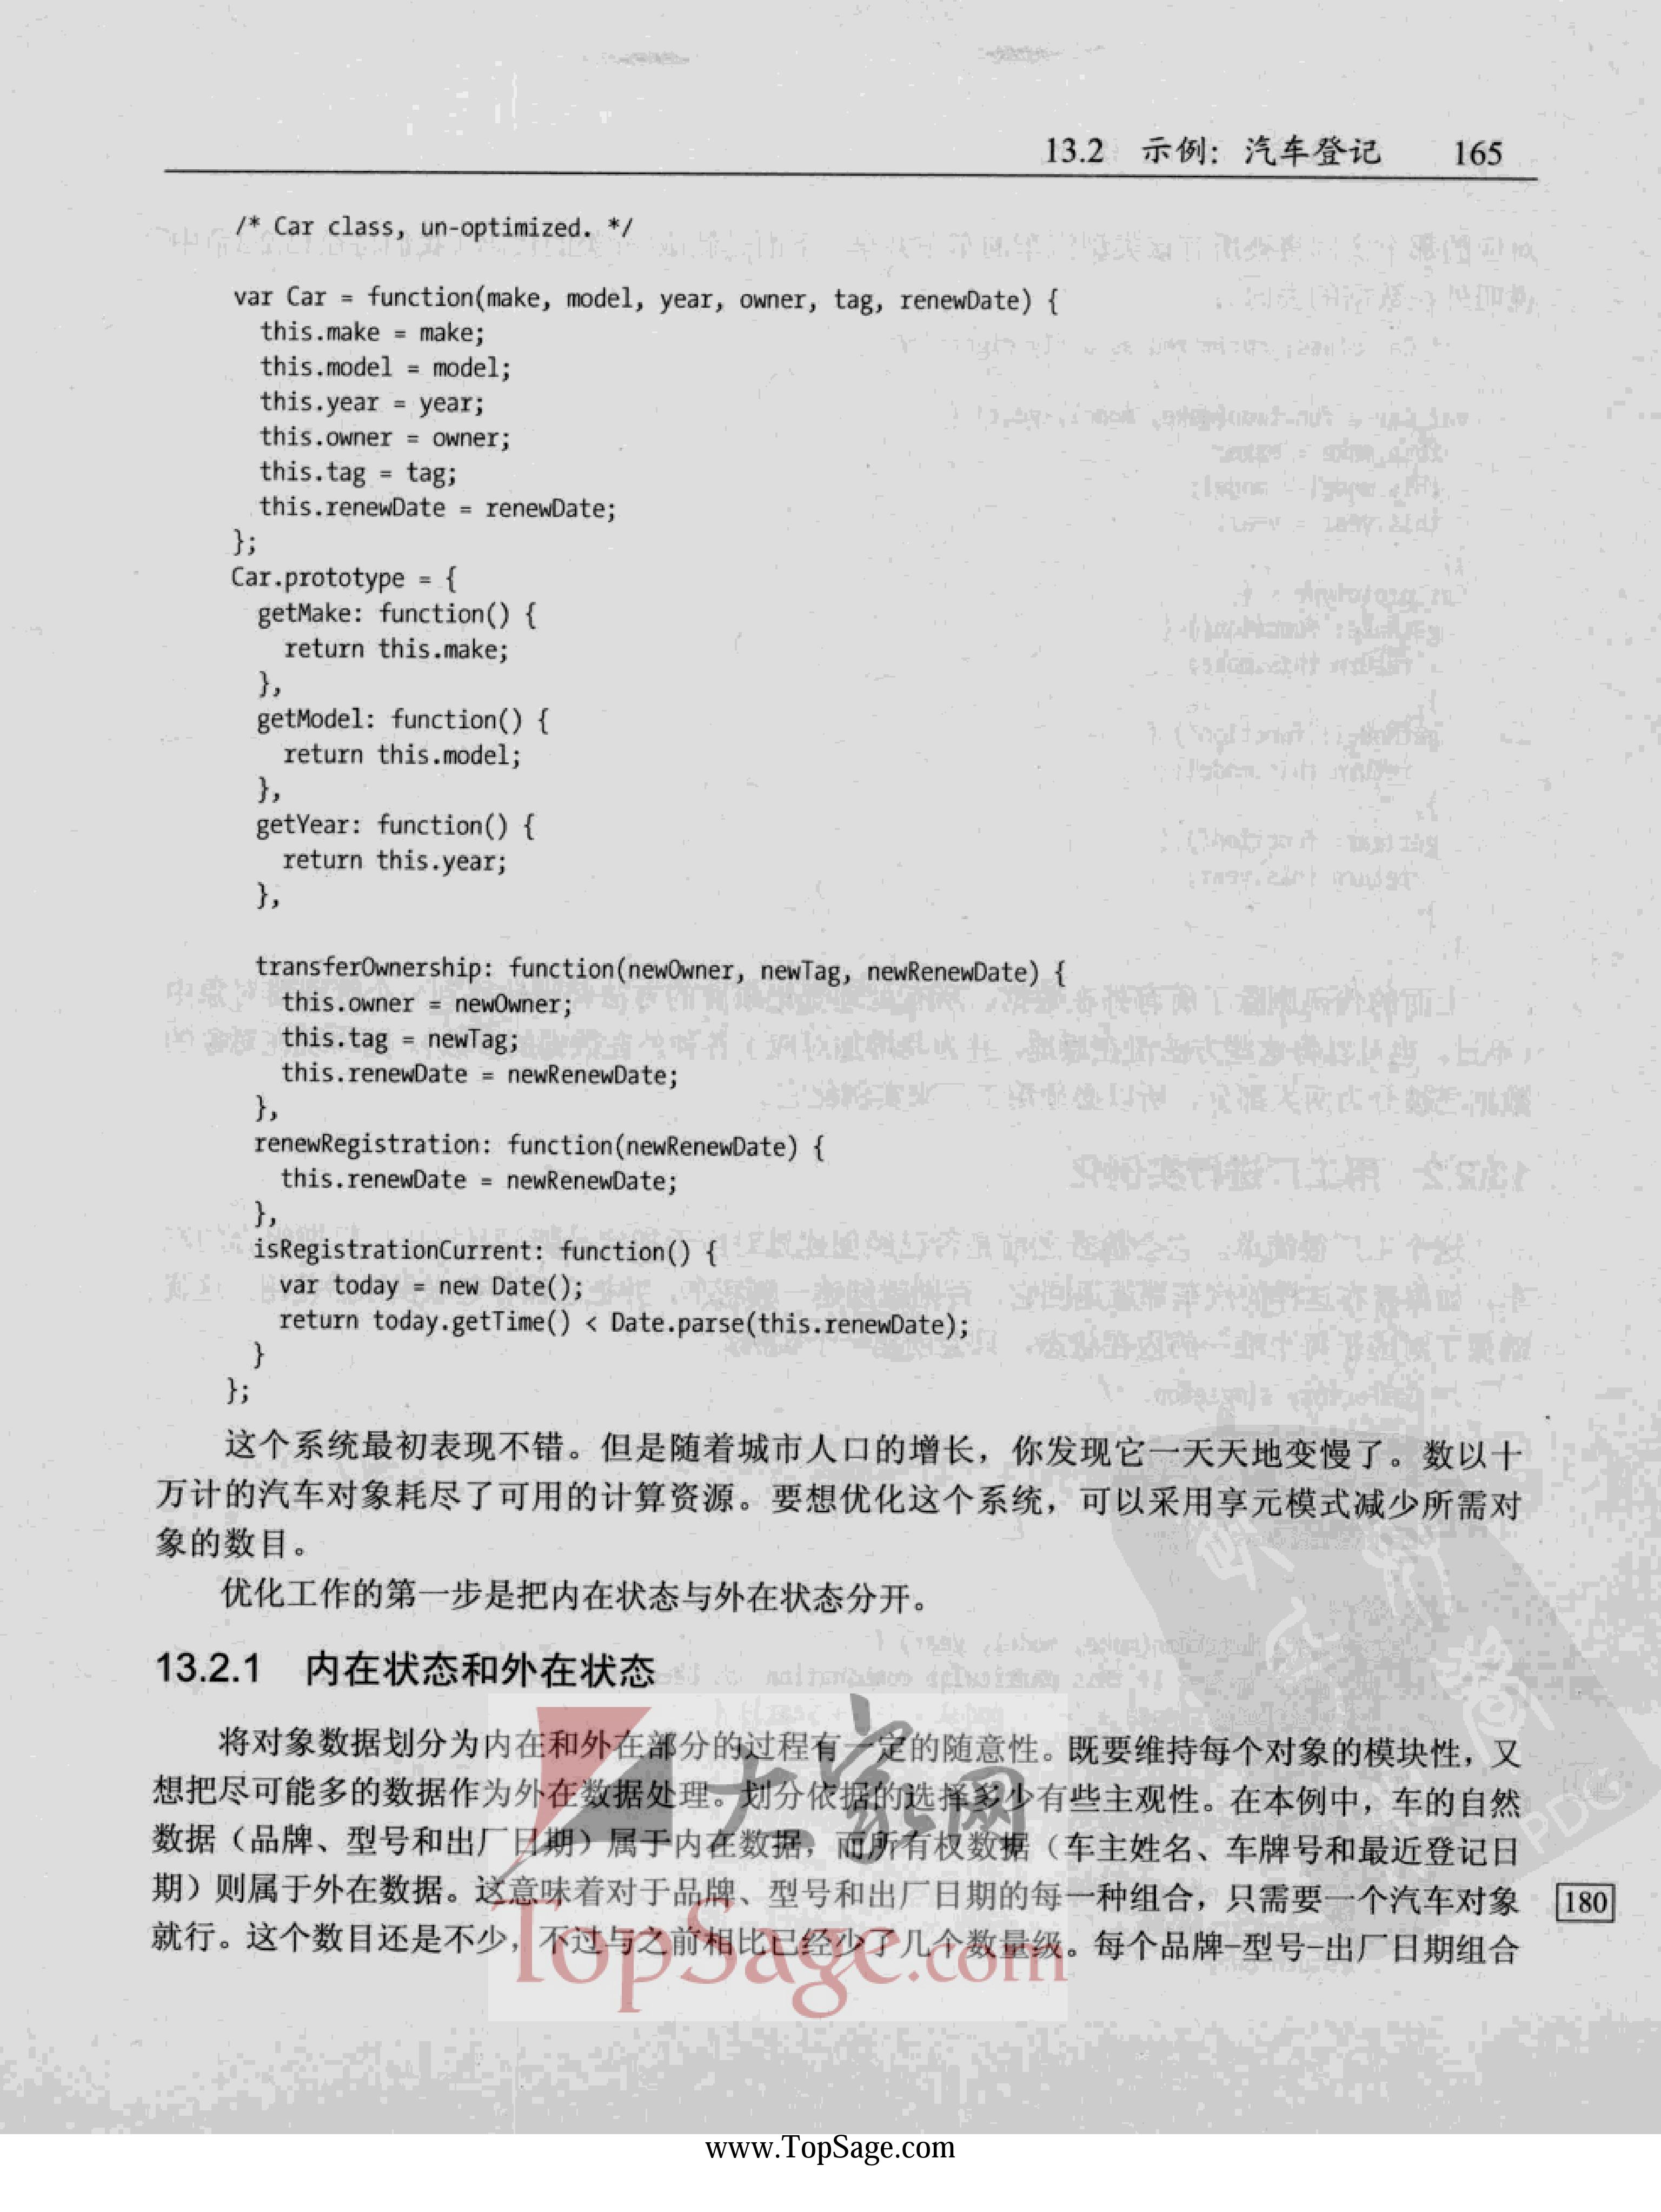 13.2 示例：汽车登记 165
/* Car class, un-optimized. */
var Car = function(make, model, year, owner, tag, renewDate) {
this.make = make;
this.model = model;
this.year = year;
this.owner = owner;
this.tag = tag;
this.renewDate = renewDate;
};
Car.prototype = {
getMake: function() {
return this.make;
},
getModel: function() {
return this.model;
},
getYear: function() {
return this.year;
},
transferOwnership: function(newOwner, newTag, newRenewDate) {
this.owner = newOwner;
this.tag = newTag;
this.renewDate = newRenewDate;
},
renewRegistration: function(newRenewDate) {
this.renewDate = newRenewDate;
},
isRegistrationCurrent: function() {
var today = new Date();
return today.getTime() < Date.parse(this.renewDate);
}
};
这个系统最初表现不错。但是随着城市人口的增长，你发现它一天天地变慢了。数以十
万计的汽车对象耗尽了可用的计算资源。要想优化这个系统，可以采用享元模式减少所需对
象的数目。
优化工作的第一步是把内在状态与外在状态分开。
13.2.1 内在状态和外在状态
将对象数据划分为内在和外在部分的过程有一定的随意性。既要维持每个对象的模块性，又
想把尽可能多的数据作为外在数据处理。划分依据的选择多少有些主观性。在本例中，车的自然
数据（品牌、型号和出厂日期）属于内在数据，而所有权数据（车主姓名、车牌号和最近登记日
期）则属于外在数据。这意味着对于品牌、型号和出厂日期的每一种组合，只需要一个汽车对象
180
就行。这个数目还是不少，不过与之前相比已经少了几个数量级。每个品牌-型号-出厂日期组合
大家网
TopSage.com
PDG
www.TopSage.com